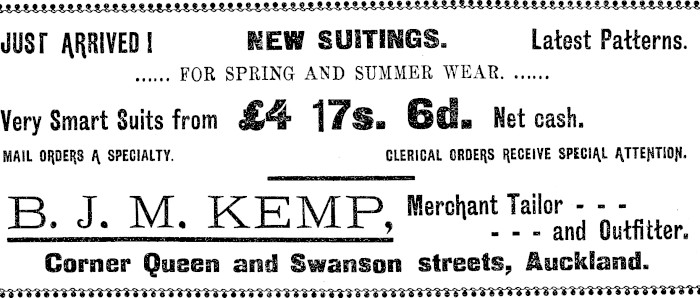 JUST ARRIVED! NEW SUITINGS. Latest Patterns.
...... FOR SPRING AND SUMMER WEAR. ......
Very Smart Suits from £4 17s. 6d. Net cash.
MAIL ORDERS A SPECIALTY. CLERICAL ORDERS RECEIVE SPECIAL ATTENTION.
B. J. M. KEMP, Merchant Tailor - - -
- - - and Outfitter.
Corner Queen and Swanson streets, Auckland.